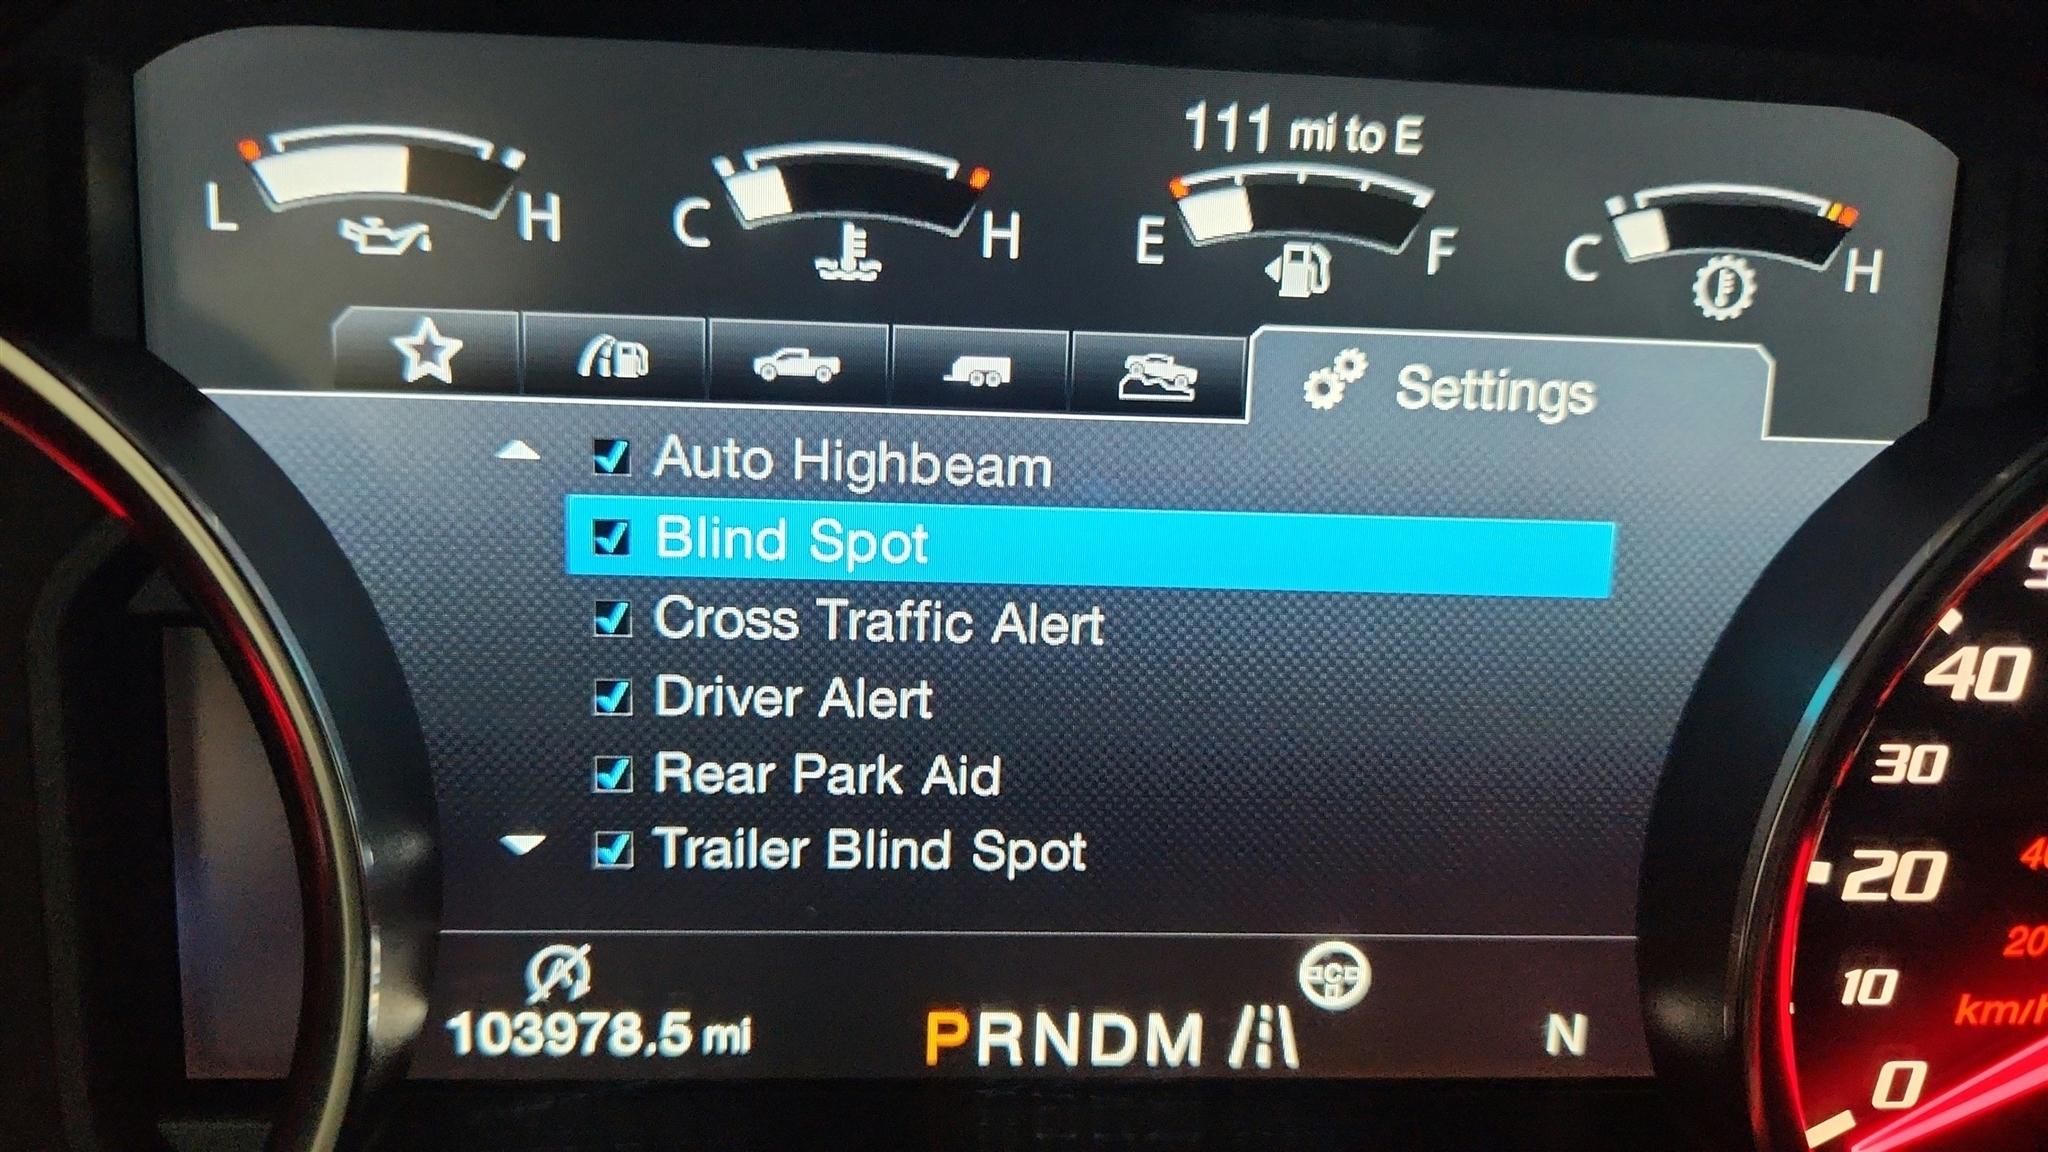 111 mi to E
L H C H E F C H
Settings
Auto Highbeam
Blind Spot
Cross Traffic Alert
Driver Alert
Rear Park Aid
Trailer Blind Spot
103978.5 mi PRNDM N
40
30
20
10
0
20
km/h